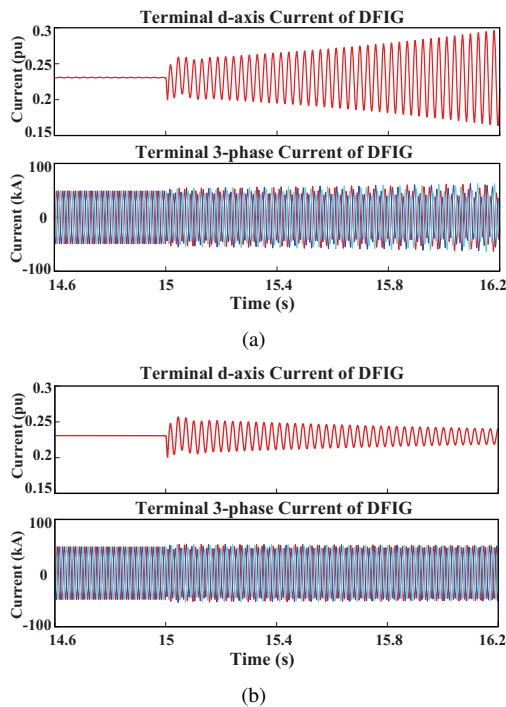 Terminal d-axis Current of DFIG
0.3
0.25
0.2
0.15
Current (pu)
Terminal 3-phase Current of DFIG
100
0
-100
Current (kA)
14.6 15 15.4 15.8 16.2
Time (s)
(a)
Terminal d-axis Current of DFIG
0.3
0.25
0.2
0.15
Current (pu)
Terminal 3-phase Current of DFIG
100
0
-100
Current (kA)
14.6 15 15.4 15.8 16.2
Time (s)
(b)